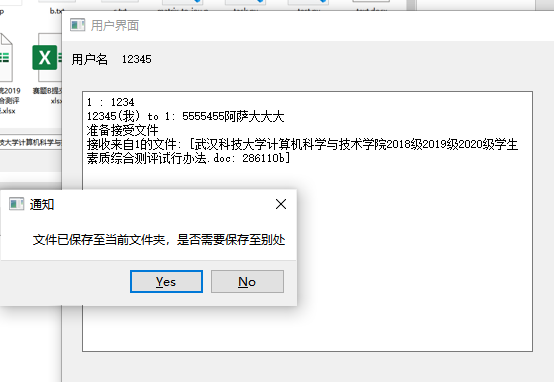 b.txt
用户界面
用户名 12345
院2019
合测评
.xlsx
赛题B提交
xlsx
1 : 1234
12345(我) to 1: 5555455阿萨大大大
准备接受文件
接收来自1的文件: [武汉科技大学计算机科学与技术学院2018级2019级2020级学生
素质综合测评试行办法.doc: 286110b]
技大学计算机科学与
通知
文件已保存至当前文件夹，是否需要保存至别处
Yes
No